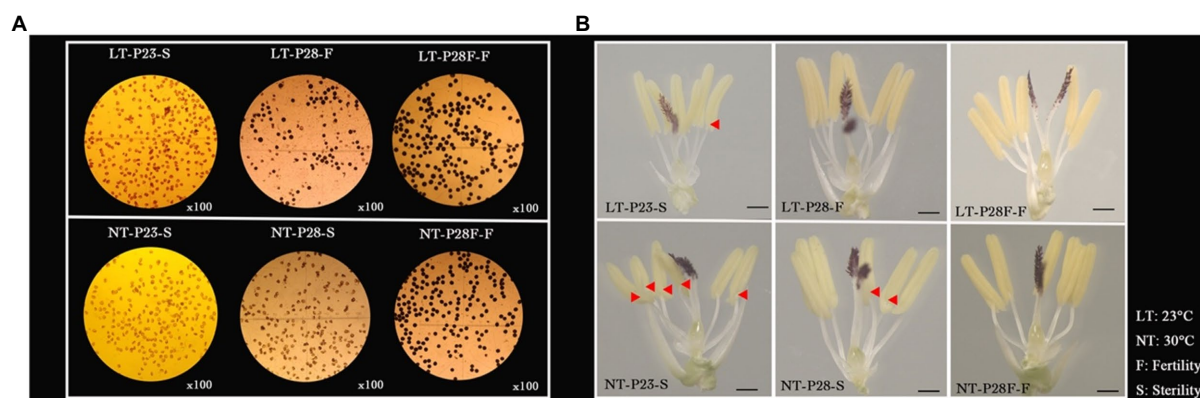 A
LT-P23-S
LT-P28-F
LT-P28F-F
x100
x100
x100
NT-P23-S
NT-P28-S
NT-P28F-F
x100
x100
x100
B
LT-P23-S
LT-P28-F
LT-P28F-F
NT-P23-S
NT-P28-S
NT-P28F-F
LT: 23°C
NT: 30°C
F: Fertility
S: Sterility